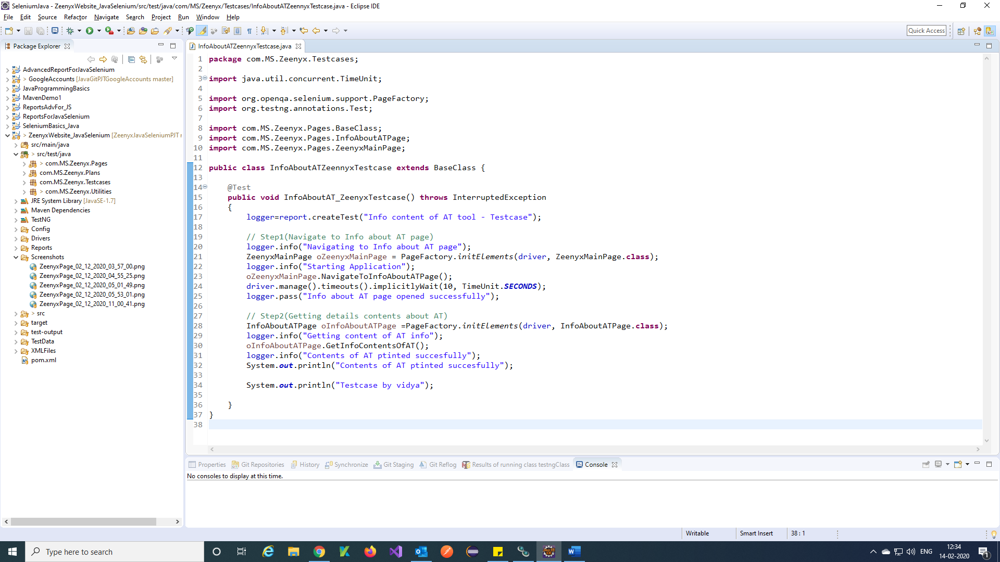 SeleniumJava - ZeenyxWebsite_JavaSelenium/src/test/java/com/MS/Zeenyx/Testcases/InfoAboutATZeennyxTestcase.java - Eclipse IDE
File Edit Source Refactor Navigate Search Project Run Window Help
Quick Access
Package Explorer
AdvancedReportForJavaSelenium
> GoogleAccounts [JavaGitPJTGoogleAccounts master]
JavaProgrammingBasics
MavenDemo1
ReportsAdvFor_JS
ReportsForJavaSelenium
SeleniumBasics_Java
> ZeenyxWebsite_JavaSelenium [ZeenyxJavaSeleniumPJT
src/main/java
> src/test/java
> com.MS.Zeenyx.Pages
com.MS.Zeenyx.Plans
com.MS.Zeenyx.Testcases
> com.MS.Zeenyx.Utilities
JRE System Library [JavaSE-1.7]
Maven Dependencies
TestNG
Config
Drivers
Reports
Screenshots
ZeenyxPage_02_12_2020_03_57_00.png
ZeenyxPage_02_12_2020_04_55_25.png
ZeenyxPage_02_12_2020_05_01_49.png
ZeenyxPage_02_12_2020_05_53_01.png
ZeenyxPage_02_12_2020_11_00_41.png
> src
target
test-output
TestData
XMLFiles
pom.xml
InfoAboutATZeennyxTestcase.java
1 package com.MS.Zeenyx.Testcases;
2
3 import java.util.concurrent.TimeUnit;
4
5 import org.openqa.selenium.support.PageFactory;
6 import org.testng.annotations.Test;
7
8 import com.MS.Zeenyx.Pages.BaseClass;
9 import com.MS.Zeenyx.Pages.InfoAboutATPage;
10 import com.MS.Zeenyx.Pages.ZeenyxMainPage;
11
12 public class InfoAboutATZeennyxTestcase extends BaseClass {
13
14 @Test
15 public void InfoAboutAT_ZeenyxTestcase() throws InterruptedException
16 {
17 logger=report.createTest("Info content of AT tool - Testcase");
18
19 // Step1(Navigate to Info about AT page)
20 logger.info("Navigating to Info about AT page");
21 ZeenyxMainPage oZeenyxMainPage = PageFactory.initElements(driver, ZeenyxMainPage.class);
22 logger.info("Starting Application");
23 oZeenyxMainPage.NavigateToInfoAboutATPage();
24 driver.manage().timeouts().implicitlyWait(10, TimeUnit.SECONDS);
25 logger.pass("Info about AT page opened successfully");
26
27 // Step2(Getting details contents about AT)
28 InfoAboutATPage oInfoAboutATPage =PageFactory.initElements(driver, InfoAboutATPage.class);
29 logger.info("Getting content of AT info");
30 oInfoAboutATPage.GetInfoContentsOfAT();
31 logger.info("Contents of AT ptinted succesfully");
32 System.out.println("Contents of AT ptinted succesfully");
33
34 System.out.println("Testcase by vidya");
35
36 }
37 }
38
Properties Git Repositories History Synchronize Git Staging Git Reflog Results of running class testngClass Console
No consoles to display at this time.
Writable Smart Insert 38 : 1
Type here to search
ENG
12:34
14-02-2020
1